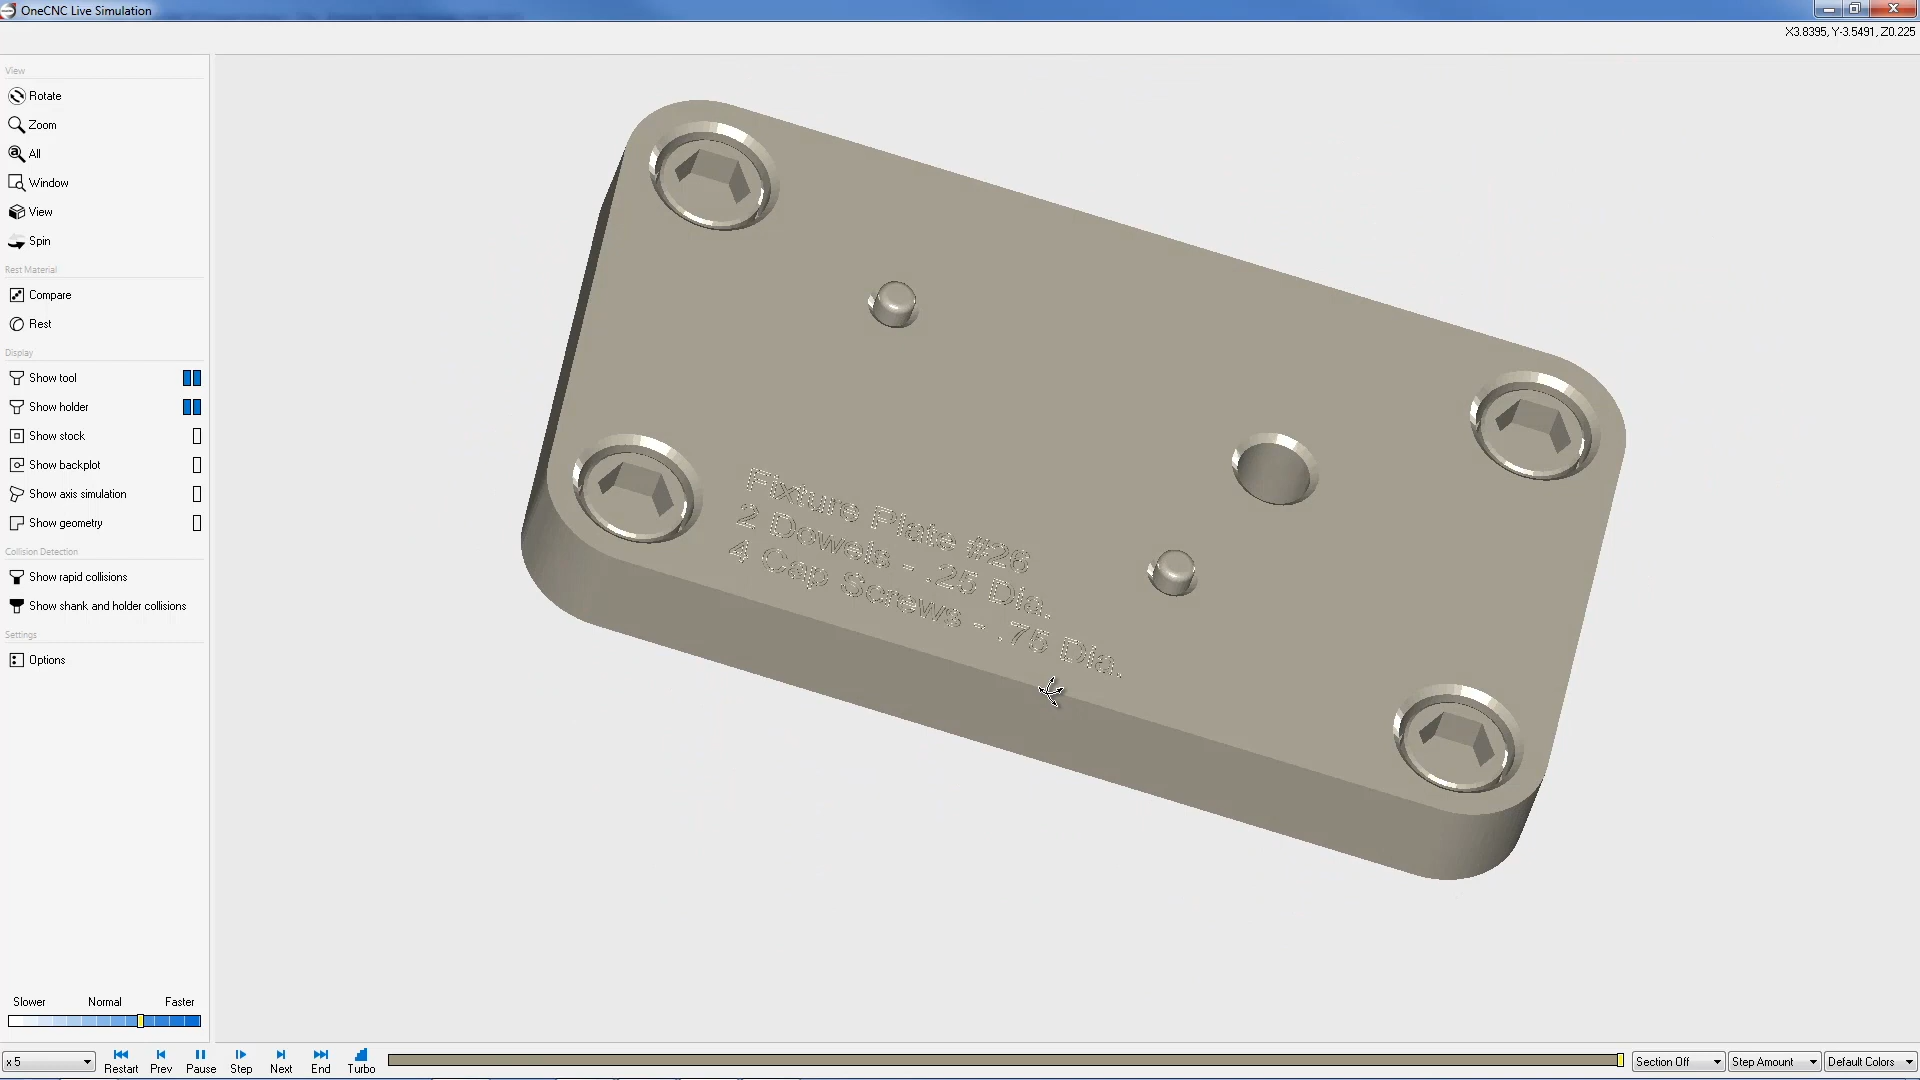 OneCNC Live Simulation
X3.8395, Y-3.5491, Z0.225
View
Rotate
Zoom
All
Window
View
Spin
Rest Material
Compare
Rest
Display
Show tool
Show holder
Show stock
Show backplot
Show axis simulation
Show geometry
Collision Detection
Show rapid collisions
Show shank and holder collisions
Settings
Options
Fixture Plate #26
2 Dowels - .25 Dia.
4 Cap Screws - .75 Dia.
Slower Normal Faster
x 5
Restart Prev Pause Step Next End Turbo
Section Off Step Amount Default Colors